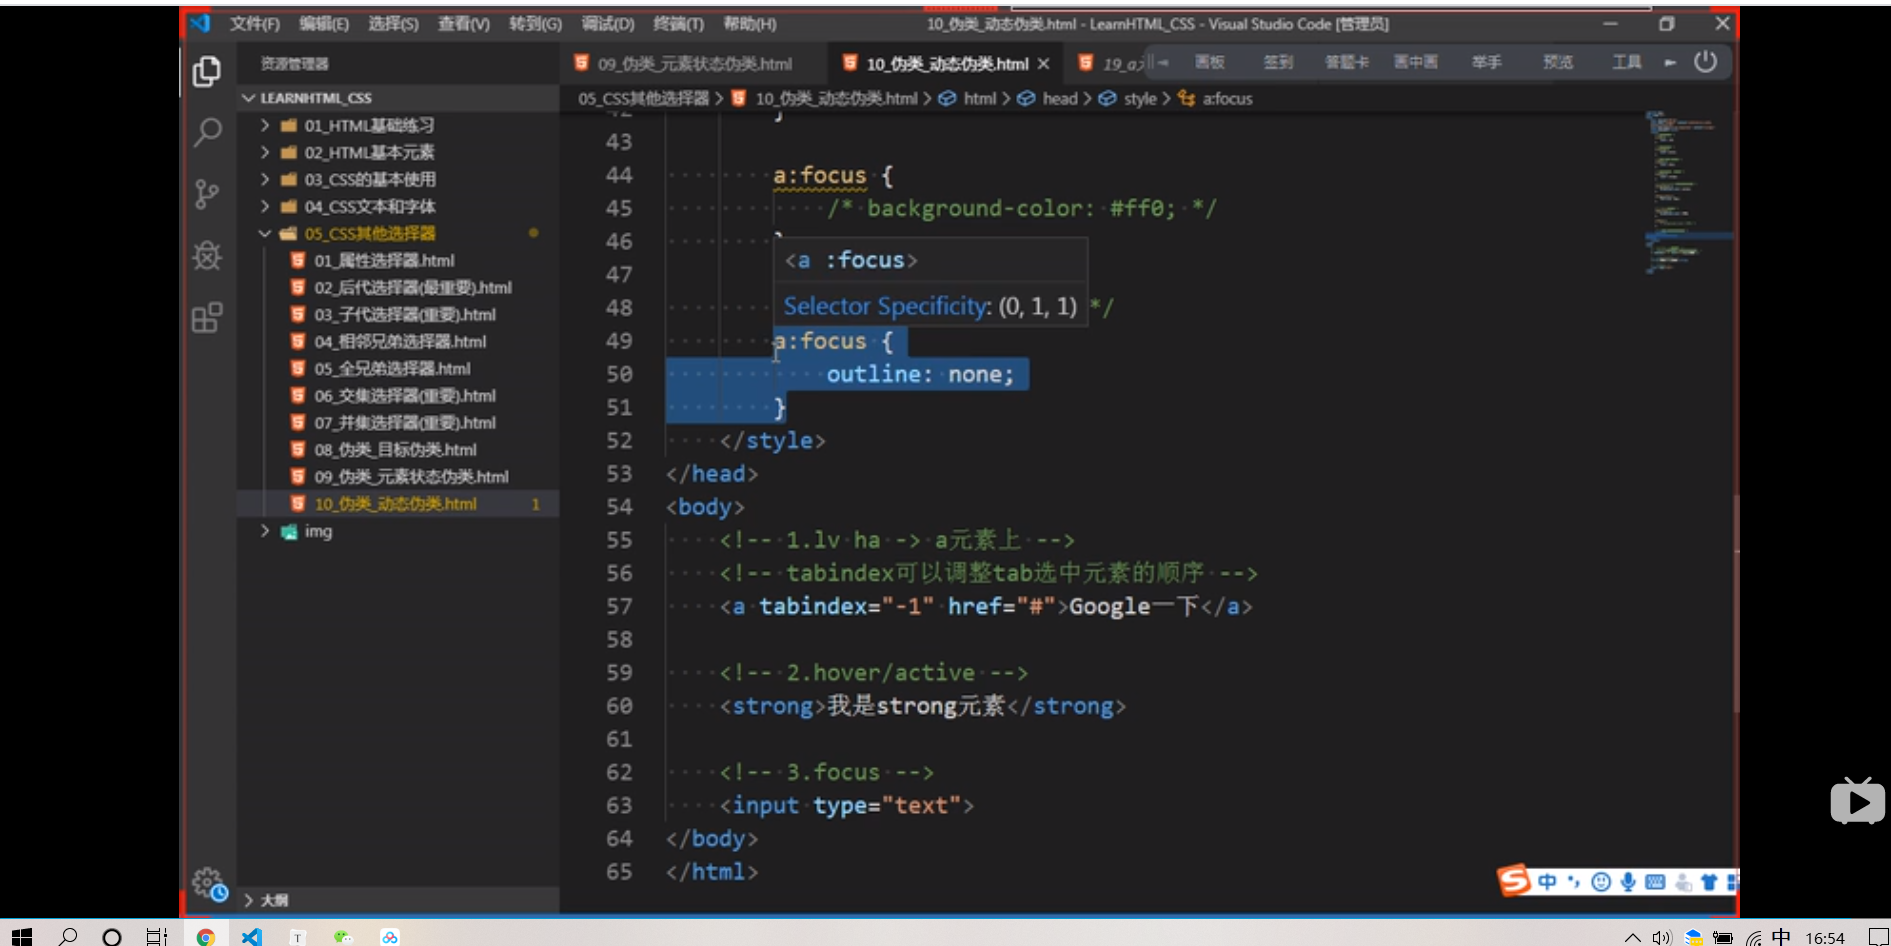 文件(F) 编辑(E) 选择(S) 查看(V) 转到(G) 调试(D) 终端(T) 帮助(H) 10_伪类_动态伪类.html - LearnHTML_CSS - Visual Studio Code [管理员]
资源管理器
09_伪类_元素状态伪类.html 10_伪类_动态伪类.html 19_a
画板 签到 答题卡 画中画 举手 预览 工具
LEARNHTML_CSS
05_CSS其他选择器 > 10_伪类_动态伪类.html > html > head > style > a:focus
01_HTML基础练习
02_HTML基本元素
03_CSS的基本使用
04_CSS文本和字体
05_CSS其他选择器
01_属性选择器.html
02_后代选择器(最重要).html
03_子代选择器(重要).html
04_相邻兄弟选择器.html
05_全兄弟选择器.html
06_交集选择器(重要).html
07_并集选择器(重要).html
08_伪类_目标伪类.html
09_伪类_元素状态伪类.html
10_伪类_动态伪类.html 1
img
大纲
42 }
43
44 a:focus {
45 /* background-color: #ff0; */
46
<a :focus>
47
Selector Specificity: (0, 1, 1)
48 */
49 a:focus {
50 outline: none;
51 }
52 </style>
53 </head>
54 <body>
55 <!-- 1.lv ha -> a元素上 -->
56 <!-- tabindex可以调整tab选中元素的顺序 -->
57 <a tabindex="-1" href="#">Google一下</a>
58
59 <!-- 2.hover/active -->
60 <strong>我是strong元素</strong>
61
62 <!-- 3.focus -->
63 <input type="text">
64 </body>
65 </html>
中
中 16:54